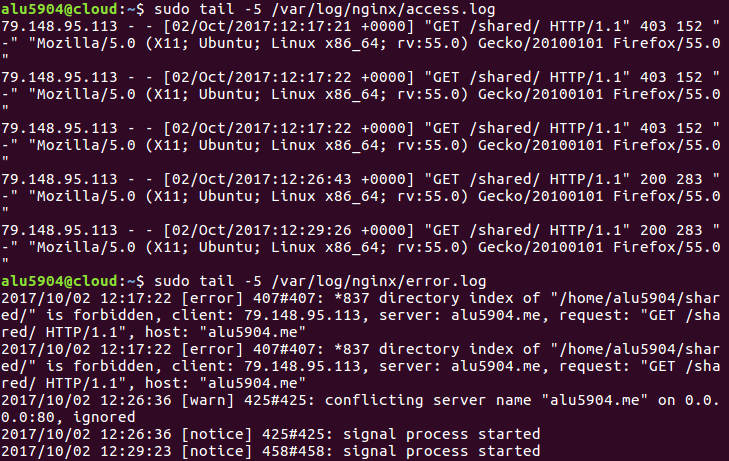 alu5904@cloud:~$ sudo tail -5 /var/log/nginx/access.log
79.148.95.113 - - [02/Oct/2017:12:17:21 +0000] "GET /shared/ HTTP/1.1" 403 152 "
-" "Mozilla/5.0 (X11; Ubuntu; Linux x86_64; rv:55.0) Gecko/20100101 Firefox/55.0
"
79.148.95.113 - - [02/Oct/2017:12:17:22 +0000] "GET /shared/ HTTP/1.1" 403 152 "
-" "Mozilla/5.0 (X11; Ubuntu; Linux x86_64; rv:55.0) Gecko/20100101 Firefox/55.0
"
79.148.95.113 - - [02/Oct/2017:12:17:22 +0000] "GET /shared/ HTTP/1.1" 403 152 "
-" "Mozilla/5.0 (X11; Ubuntu; Linux x86_64; rv:55.0) Gecko/20100101 Firefox/55.0
"
79.148.95.113 - - [02/Oct/2017:12:26:43 +0000] "GET /shared/ HTTP/1.1" 200 283 "
-" "Mozilla/5.0 (X11; Ubuntu; Linux x86_64; rv:55.0) Gecko/20100101 Firefox/55.0
"
79.148.95.113 - - [02/Oct/2017:12:29:26 +0000] "GET /shared/ HTTP/1.1" 200 283 "
-" "Mozilla/5.0 (X11; Ubuntu; Linux x86_64; rv:55.0) Gecko/20100101 Firefox/55.0
"
alu5904@cloud:~$ sudo tail -5 /var/log/nginx/error.log
2017/10/02 12:17:22 [error] 407#407: *837 directory index of "/home/alu5904/shar
ed/" is forbidden, client: 79.148.95.113, server: alu5904.me, request: "GET /sha
red/ HTTP/1.1", host: "alu5904.me"
2017/10/02 12:17:22 [error] 407#407: *837 directory index of "/home/alu5904/shar
ed/" is forbidden, client: 79.148.95.113, server: alu5904.me, request: "GET /sha
red/ HTTP/1.1", host: "alu5904.me"
2017/10/02 12:26:36 [warn] 425#425: conflicting server name "alu5904.me" on 0.0.
0.0:80, ignored
2017/10/02 12:26:36 [notice] 425#425: signal process started
2017/10/02 12:29:23 [notice] 458#458: signal process started